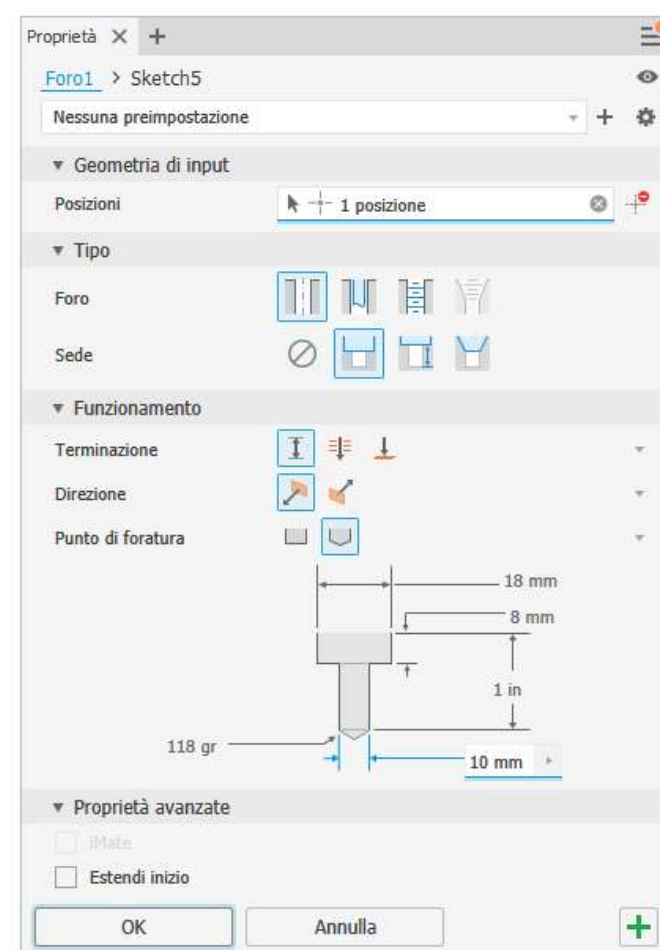 Proprietà
Foro1 > Sketch5
Nessuna preimpostazione
Geometria di input
Posizioni 1 posizione
Tipo
Foro
Sede
Funzionamento
Terminazione
Direzione
Punto di foratura
18 mm
8 mm
1 in
118 gr
10 mm
Proprietà avanzate
iMate
Estendi inizio
OK Annulla